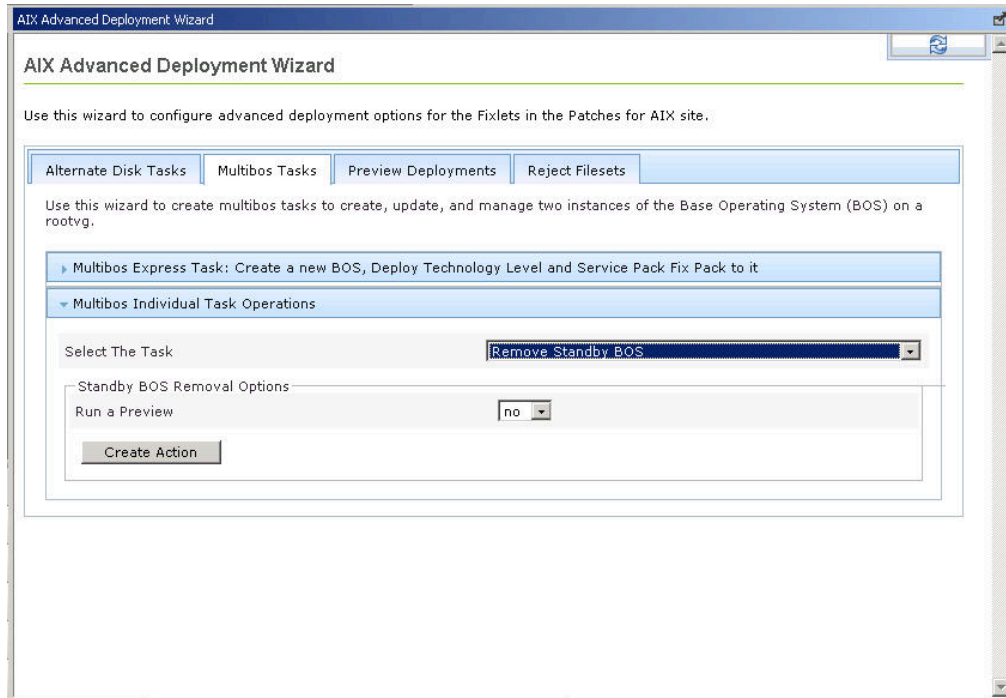 AIX Advanced Deployment Wizard
AIX Advanced Deployment Wizard
Use this wizard to configure advanced deployment options for the Fixlets in the Patches for AIX site.
Alternate Disk Tasks
Multibos Tasks
Preview Deployments
Reject Filesets
Use this wizard to create multibos tasks to create, update, and manage two instances of the Base Operating System (BOS) on a
rootvg.
Multibos Express Task: Create a new BOS, Deploy Technology Level and Service Pack Fix Pack to it
Multibos Individual Task Operations
Select The Task
Remove Standby BOS
Standby BOS Removal Options
Run a Preview
no
Create Action